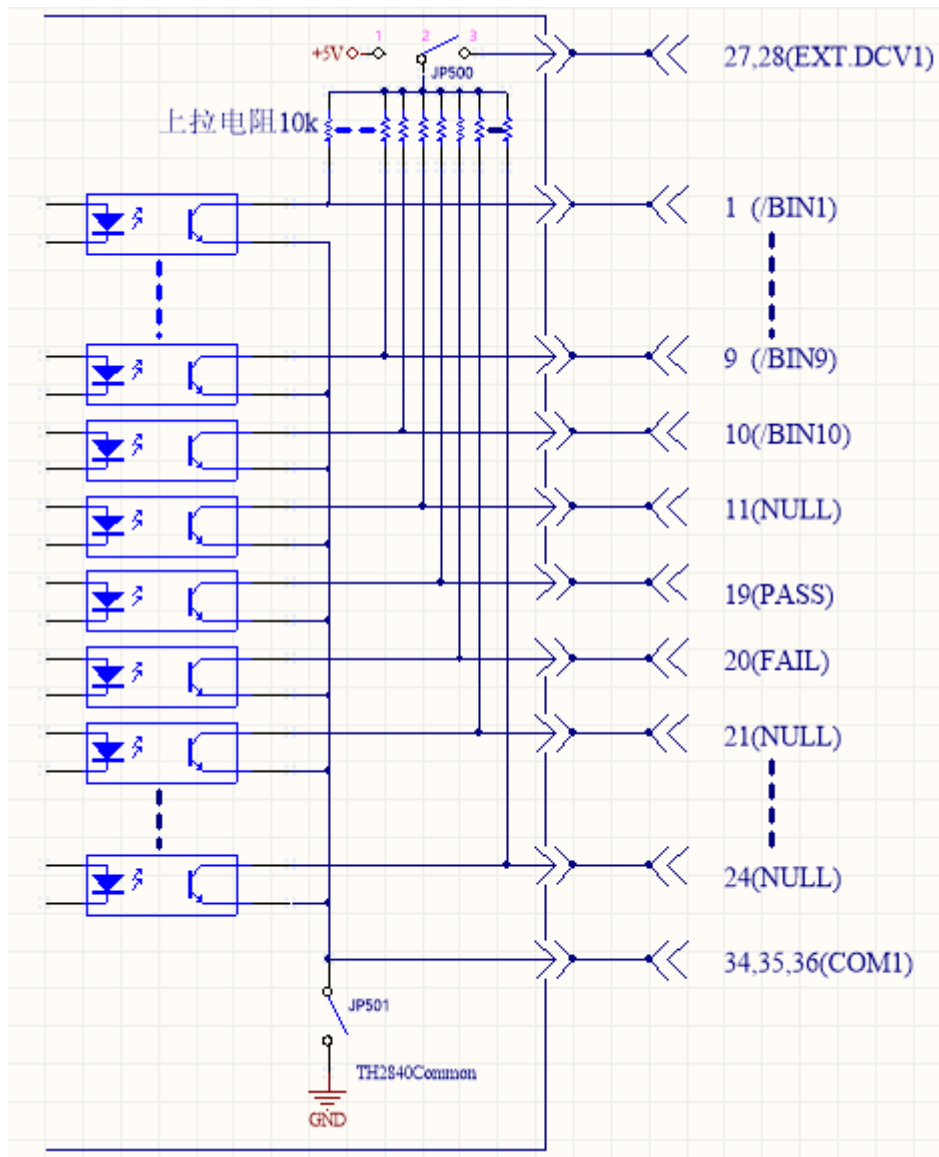 1 2 3
+5V
JP500
27,28(EXT.DCV1)
上拉电阻10k
1 (/BIN1)
9 (/BIN9)
10(/BIN10)
11(NULL)
19(PASS)
20(FAIL)
21(NULL)
24(NULL)
34,35,36(COM1)
JP501
TH2840Common
GND